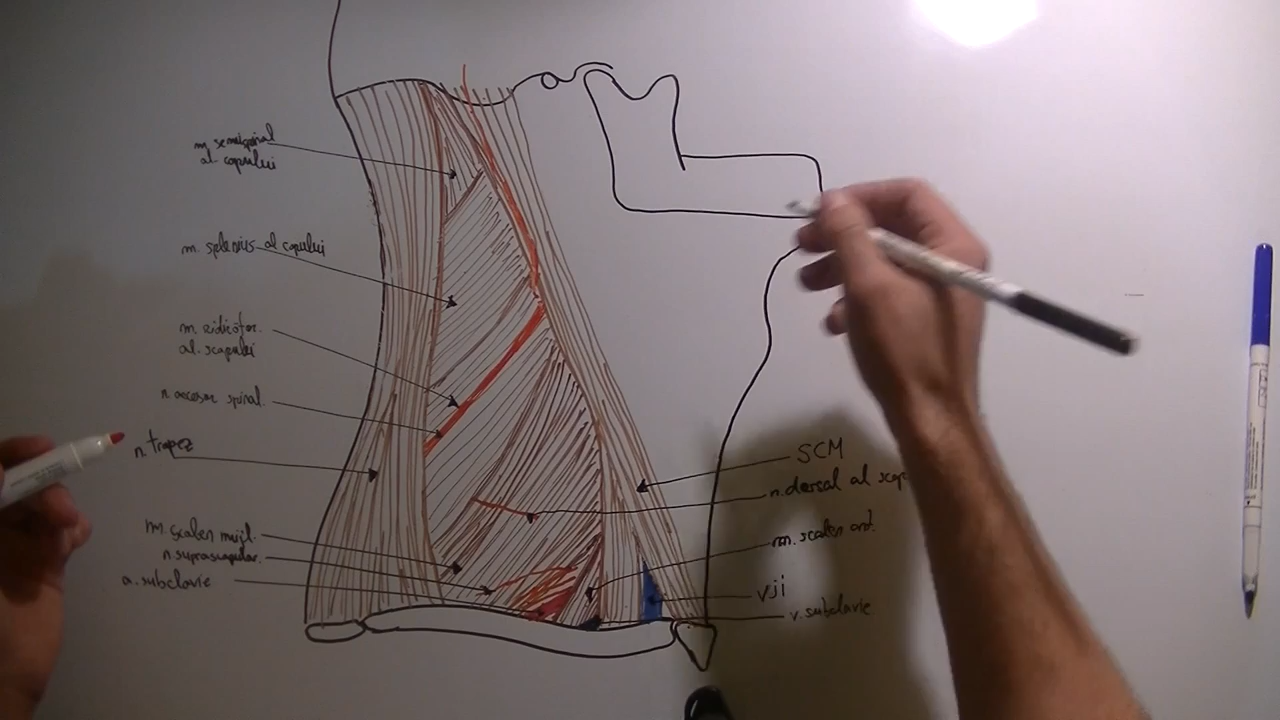 m. semispinal
al capului
m. splenius al capului
m. ridicător.
al. scapului
n. accesor spinal.
n. trapez
m. scalen mijl.
n. suprascapular.
a. subclavie
SCM
n. dorsal al scap
m. scalen ant.
VJI
v. subclavie